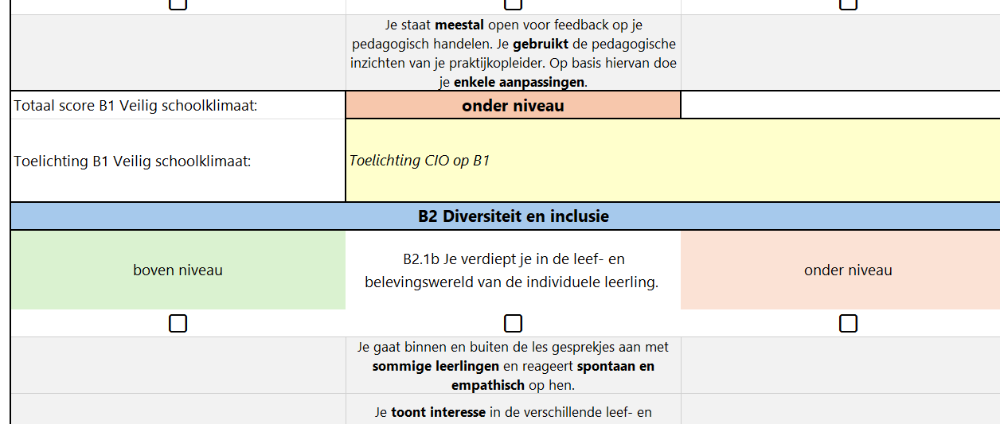 Je staat meestal open voor feedback op je
pedagogisch handelen. Je gebruikt de pedagogische
inzichten van je praktijkopleider. Op basis hiervan doe
je enkele aanpassingen.
Totaal score B1 Veilig schoolklimaat:
onder niveau
Toelichting B1 Veilig schoolklimaat:
Toelichting CIO op B1
B2 Diversiteit en inclusie
boven niveau
B2.1b Je verdiept je in de leef- en
belevingswereld van de individuele leerling.
onder niveau
Je gaat binnen en buiten de les gesprekjes aan met
sommige leerlingen en reageert spontaan en
empathisch op hen.
Je toont interesse in de verschillende leef- en